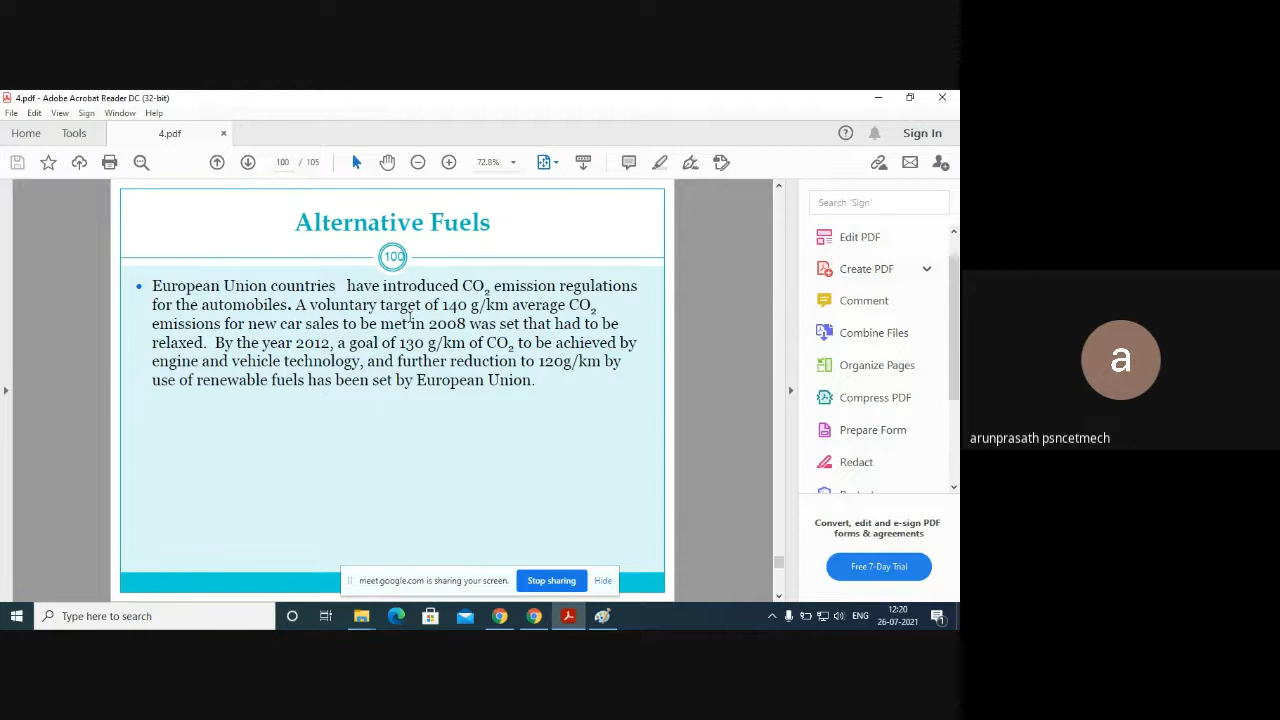 4.pdf - Adobe Acrobat Reader DC (32-bit)
File Edit View Sign Window Help
Home Tools 4.pdf × Sign In
100 / 105 72.8%
Search 'Sign'
Alternative Fuels
100
• European Union countries have introduced CO₂ emission regulations
for the automobiles. A voluntary target of 140 g/km average CO₂
emissions for new car sales to be met in 2008 was set that had to be
relaxed. By the year 2012, a goal of 130 g/km of CO₂ to be achieved by
engine and vehicle technology, and further reduction to 120g/km by
use of renewable fuels has been set by European Union.
Edit PDF
Create PDF
Comment
Combine Files
Organize Pages
Compress PDF
Prepare Form
Redact
Convert, edit and e-sign PDF
forms & agreements
Free 7-Day Trial
meet.google.com is sharing your screen. Stop sharing Hide
Type here to search
ENG
12:20
26-07-2021
1
a
arunprasath psncetmech